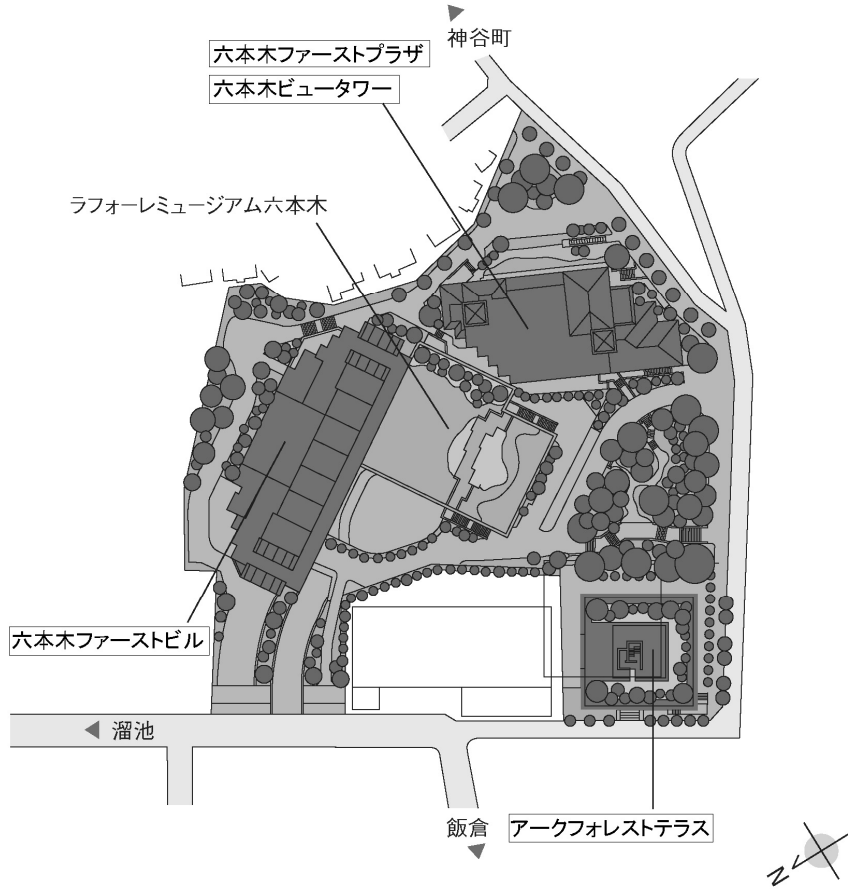 神谷町
六本木ファーストプラザ
六本木ビュータワー
ラフォーレミュージアム六本木
六本木ファーストビル
溜池
飯倉
アークフォレストテラス
N